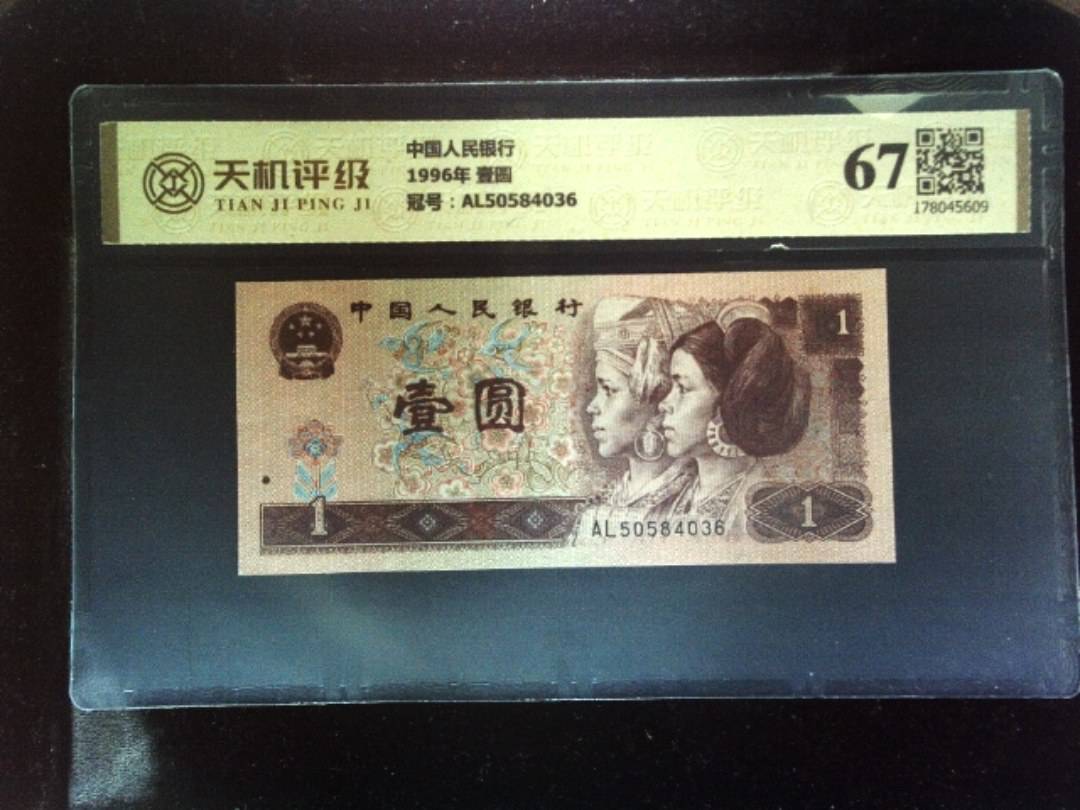 天机评级
TIAN JI PING JI
中国人民银行
1996年 壹圆
冠号：AL50584036
67
178045609
中国人民银行
壹圆
1
1
AL50584036
1